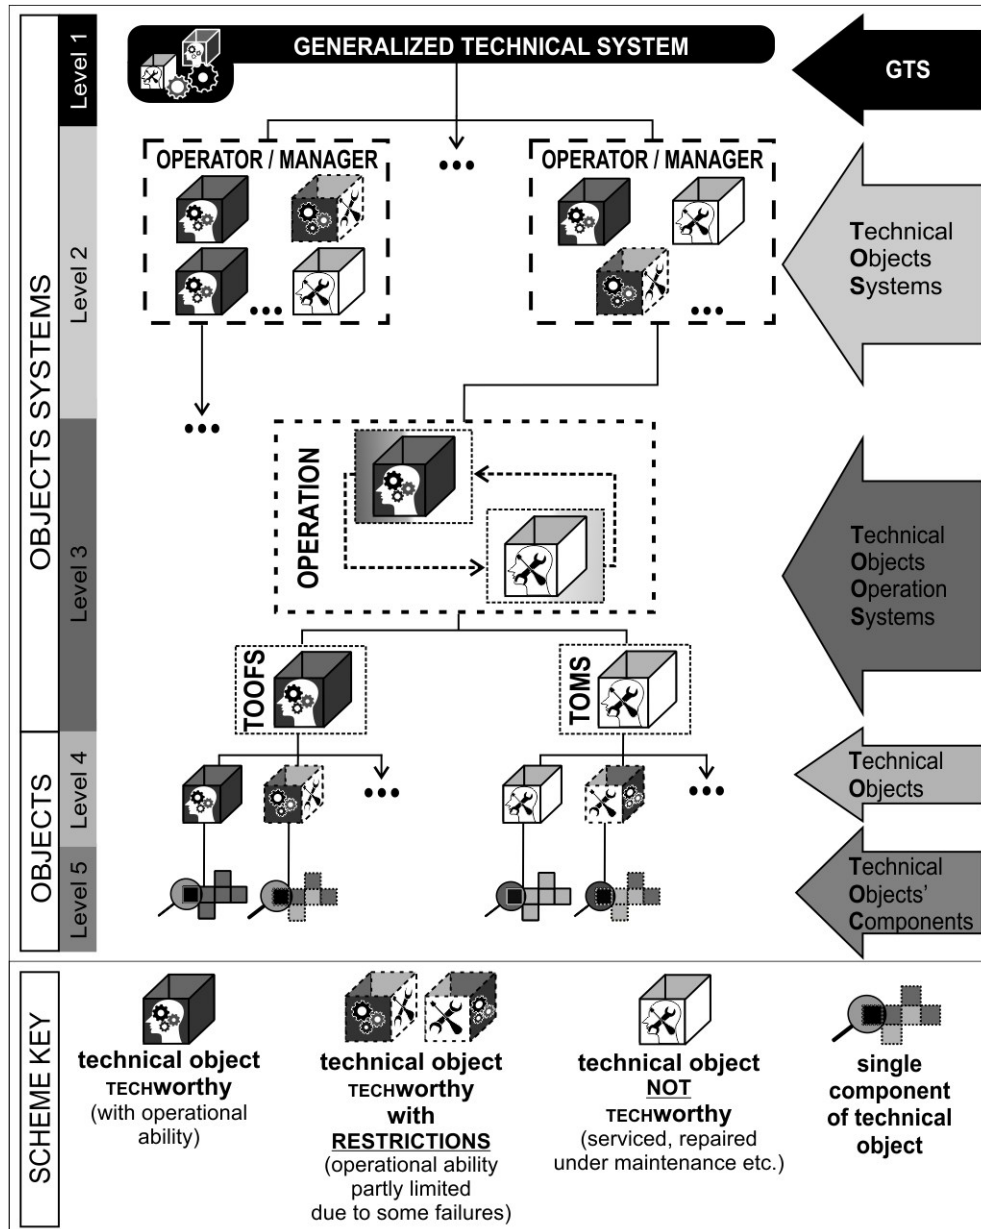 OBJECTS SYSTEMS
OBJECTS
Level 1
Level 2
Level 3
Level 4
Level 5
GENERALIZED TECHNICAL SYSTEM
GTS
OPERATOR / MANAGER
OPERATOR / MANAGER
•••
•••
•••
•••
Technical
Objects
Systems
OPERATION
Technical
Objects
Operation
Systems
TOOFS
TOMS
•••
•••
Technical
Objects
Technical
Objects'
Components
SCHEME KEY
technical object
TECHworthy
(with operational
ability)
technical object
TECHworthy
with
RESTRICTIONS
(operational ability
partly limited
due to some failures)
technical object
NOT
TECHworthy
(serviced, repaired
under maintenance etc.)
single
component
of technical
object